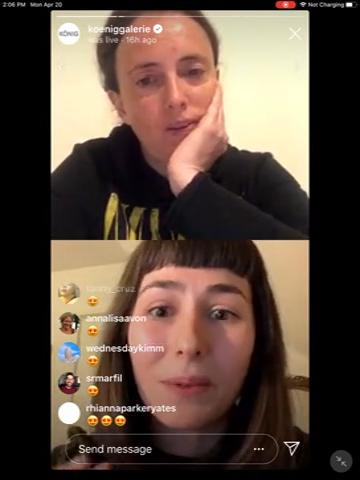 2:06 PM Mon Apr 20
Not Charging
KÖNIG
koeniggalerie
was live • 16h ago
annalisaavon
wednesdaykimm
srmarfil
rhiannaparkeryates
Send message